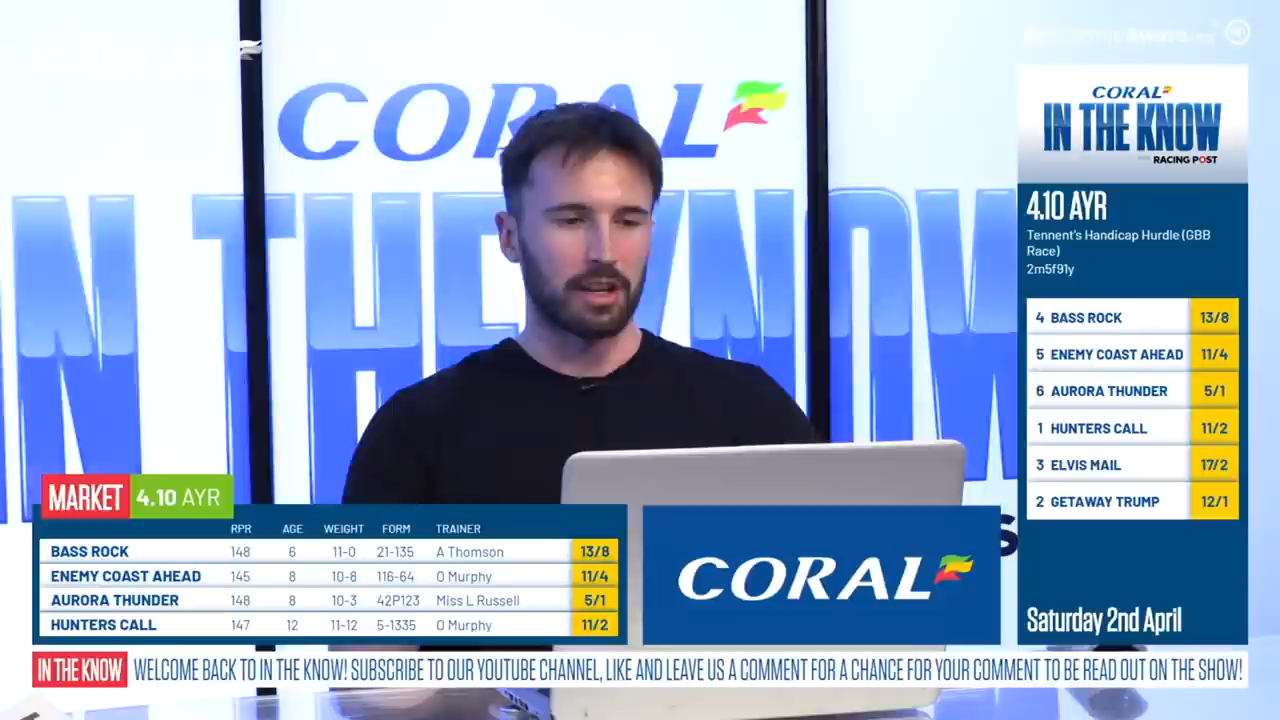 CORAL
IN THE KNOW
CORAL
IN THE KNOW
RACING POST
4.10 AYR
Tennent's Handicap Hurdle (GBB
Race)
2m5f91y
4 BASS ROCK 13/8
5 ENEMY COAST AHEAD 11/4
6 AURORA THUNDER 5/1
1 HUNTERS CALL 11/2
3 ELVIS MAIL 17/2
2 GETAWAY TRUMP 12/1
Saturday 2nd April
MARKET 4.10 AYR
RPR AGE WEIGHT FORM TRAINER
BASS ROCK 148 6 11-0 21-135 A Thomson 13/8
ENEMY COAST AHEAD 145 8 10-8 116-64 O Murphy 11/4
AURORA THUNDER 148 8 10-3 42P123 Miss L Russell 5/1
HUNTERS CALL 147 12 11-12 5-1335 O Murphy 11/2
CORAL
IN THE KNOW WELCOME BACK TO IN THE KNOW! SUBSCRIBE TO OUR YOUTUBE CHANNEL, LIKE AND LEAVE US A COMMENT FOR A CHANCE FOR YOUR COMMENT TO BE READ OUT ON THE SHOW!